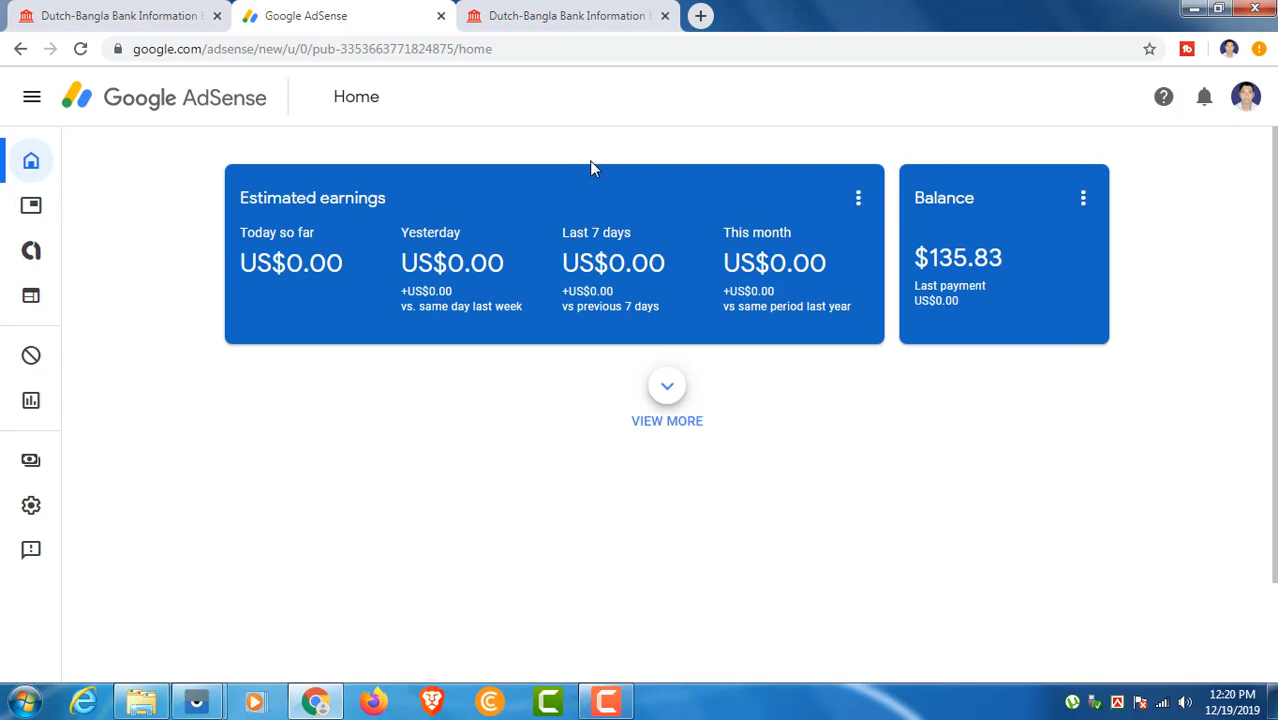 Dutch-Bangla Bank Information
Google AdSense
Dutch-Bangla Bank Information
google.com/adsense/new/u/0/pub-3353663771824875/home
Google AdSense
Home
Estimated earnings
Today so far
US$0.00
Yesterday
US$0.00
+US$0.00
vs. same day last week
Last 7 days
US$0.00
+US$0.00
vs previous 7 days
This month
US$0.00
+US$0.00
vs same period last year
Balance
$135.83
Last payment
US$0.00
VIEW MORE
12:20 PM
12/19/2019